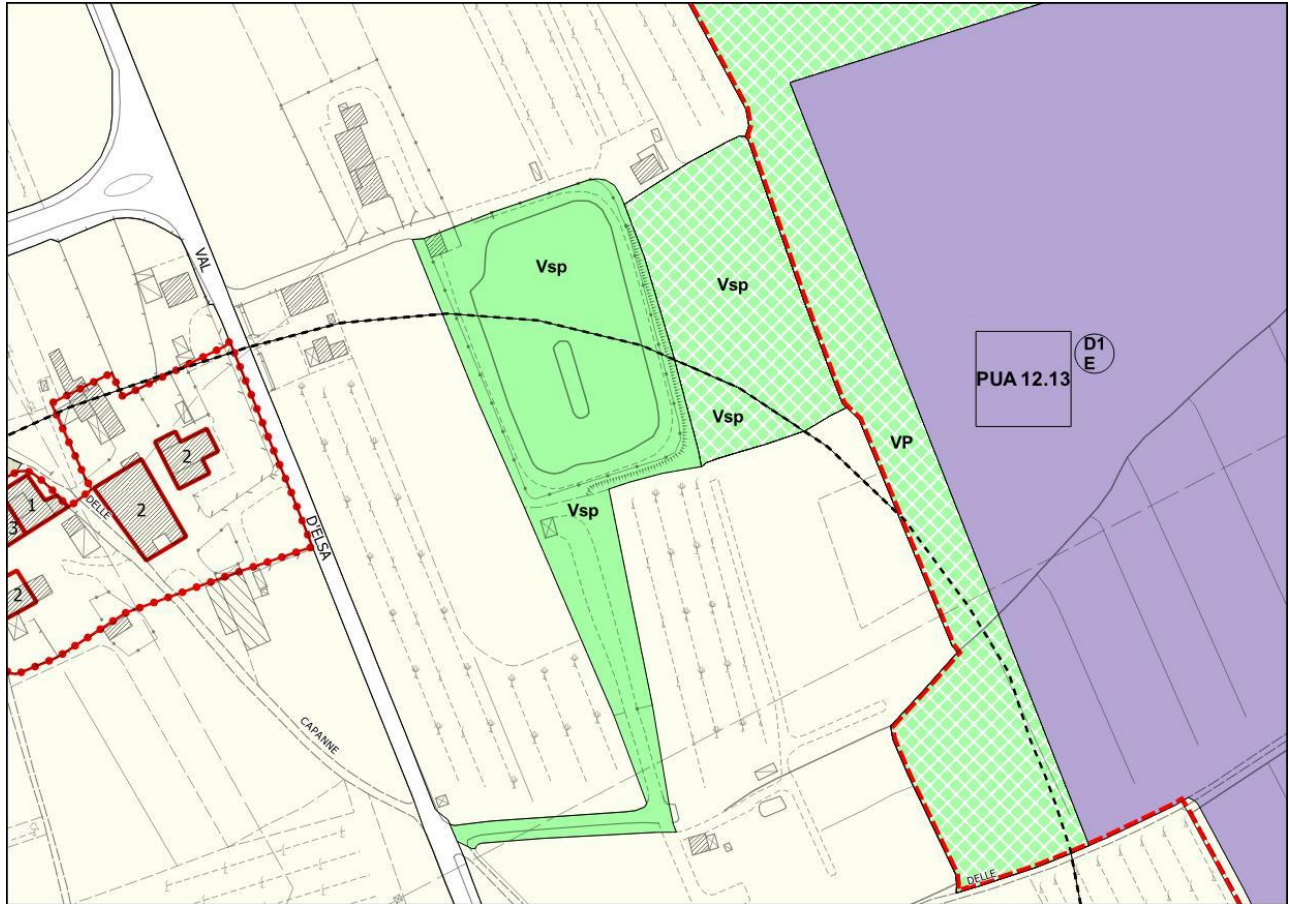 VAL
Vsp
Vsp
D1
E
PUA 12.13
Vsp
VP
2
2
1
3
DELLE
D'ELSA
Vsp
2
CAPANNE
DELLE